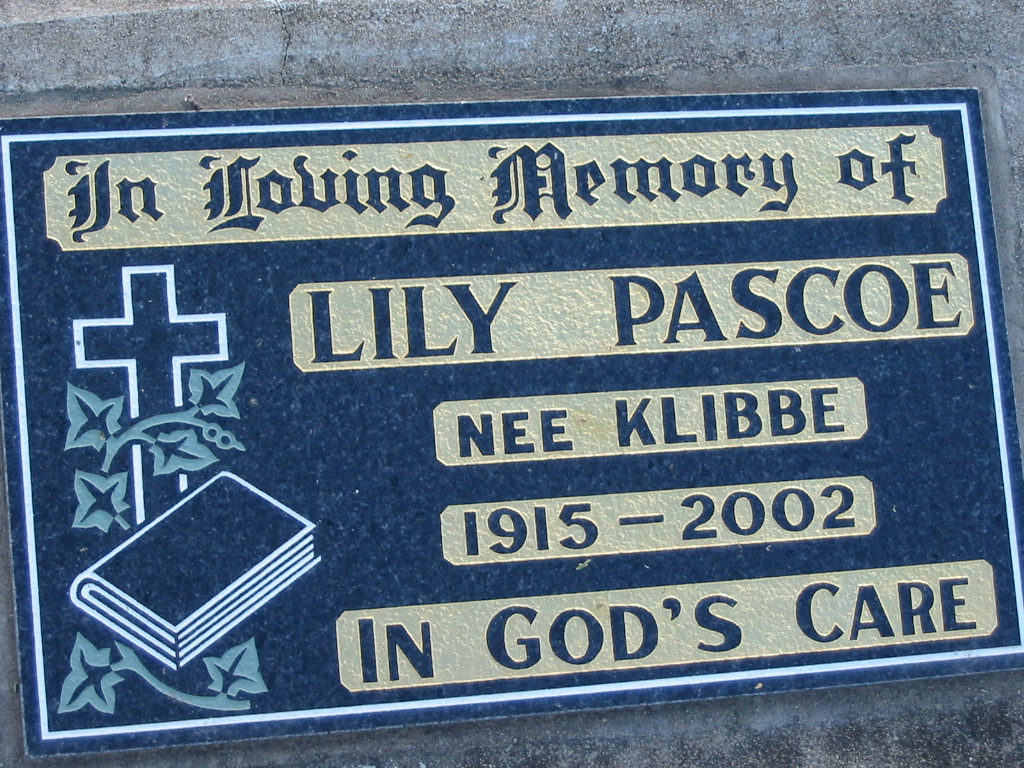 In Loving Memory of
LILY PASCOE
NEE KLIBBE
1915 – 2002
IN GOD'S CARE